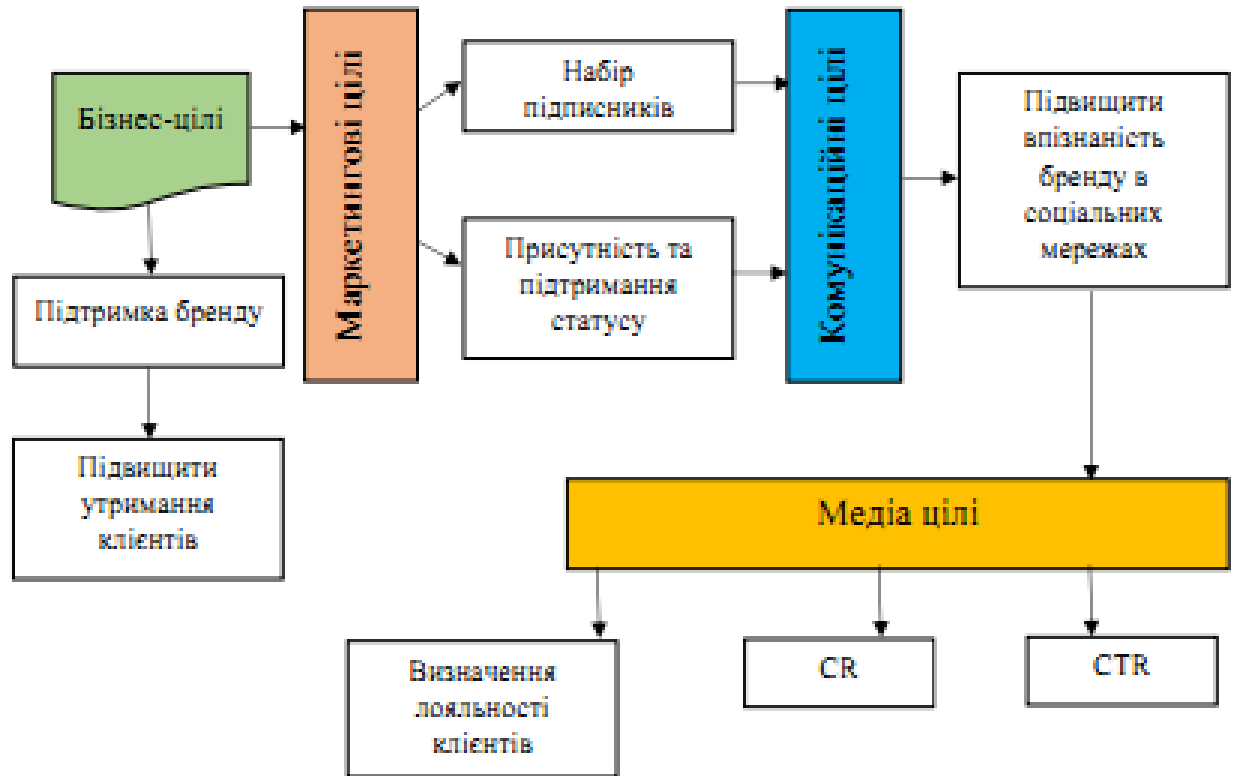 Бізнес-цілі
Підтримка бренду
Підвищити
утримання
клієнтів
Маркетингові цілі
Набір
підписників
Присутність та
підтримання
статусу
Комунікаційні цілі
Підвищити
впізнаність
бренду в
соціальних
мережах
Медіа цілі
Визначення
лояльності
клієнтів
CR
CTR